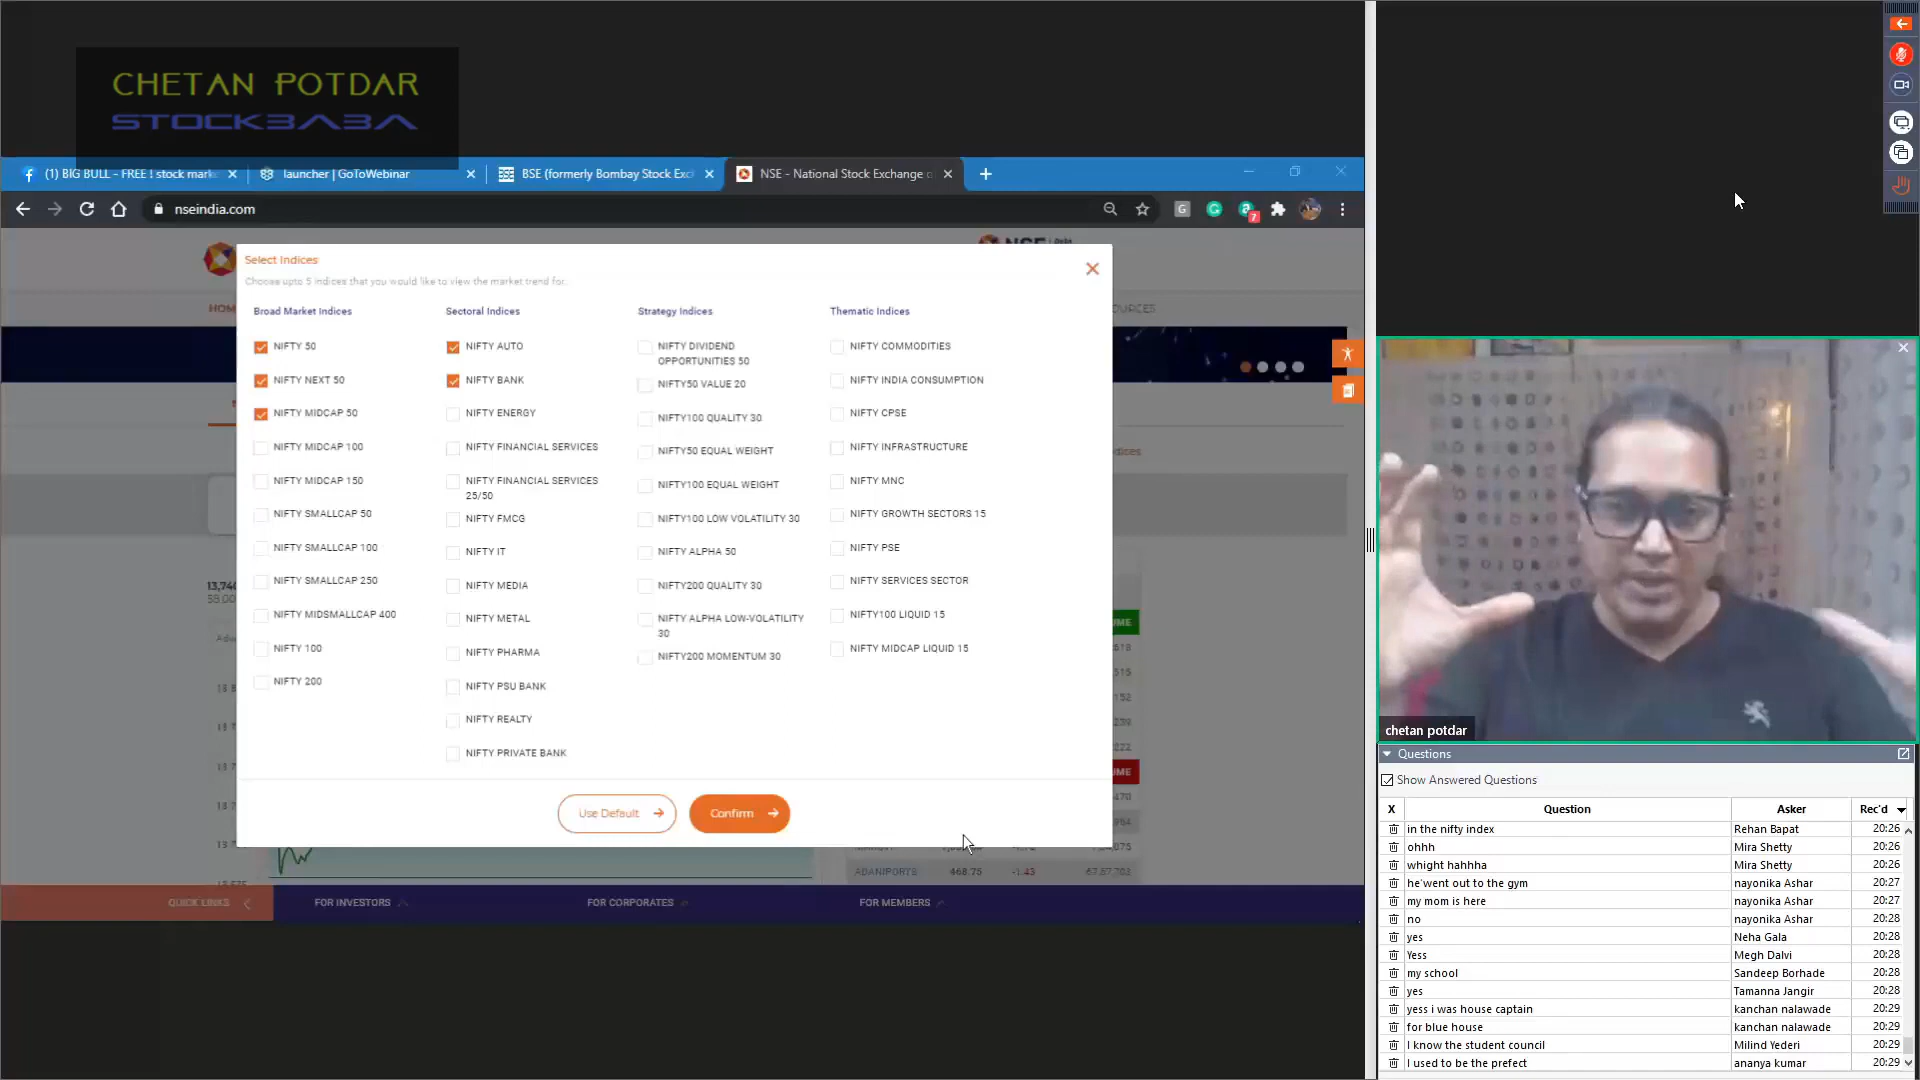 CHETAN POTDAR
STOCKBABA
(1) BIG BULL - FREE ! stock mark
launcher | GoToWebinar
BSE (formerly Bombay Stock Exc
NSE - National Stock Exchange o
nseindia.com
7
Select Indices
Choose upto 5 indices that you would like to view the market trend for.
Broad Market Indices
NIFTY 50
NIFTY NEXT 50
NIFTY MIDCAP 50
NIFTY MIDCAP 100
NIFTY MIDCAP 150
NIFTY SMALLCAP 50
NIFTY SMALLCAP 100
NIFTY SMALLCAP 250
NIFTY MIDSMALLCAP 400
NIFTY 100
NIFTY 200
Sectoral Indices
NIFTY AUTO
NIFTY BANK
NIFTY ENERGY
NIFTY FINANCIAL SERVICES
NIFTY FINANCIAL SERVICES
25/50
NIFTY FMCG
NIFTY IT
NIFTY MEDIA
NIFTY METAL
NIFTY PHARMA
NIFTY PSU BANK
NIFTY REALTY
NIFTY PRIVATE BANK
Strategy Indices
NIFTY DIVIDEND
OPPORTUNITIES 50
NIFTY50 VALUE 20
NIFTY100 QUALITY 30
NIFTY50 EQUAL WEIGHT
NIFTY100 EQUAL WEIGHT
NIFTY100 LOW VOLATILITY 30
NIFTY ALPHA 50
NIFTY200 QUALITY 30
NIFTY ALPHA LOW-VOLATILITY
30
NIFTY200 MOMENTUM 30
Thematic Indices
NIFTY COMMODITIES
NIFTY INDIA CONSUMPTION
NIFTY CPSE
NIFTY INFRASTRUCTURE
NIFTY MNC
NIFTY GROWTH SECTORS 15
NIFTY PSE
NIFTY SERVICES SECTOR
NIFTY100 LIQUID 15
NIFTY MIDCAP LIQUID 15
Use Default
Confirm
ADANIPORTS 468.75 -1.43 67,57,703
QUICK LINKS
FOR INVESTORS
FOR CORPORATES
FOR MEMBERS
chetan potdar
Questions
Show Answered Questions
X Question Asker Rec'd
in the nifty index Rehan Bapat 20:26
ohhh Mira Shetty 20:26
whight hahhha Mira Shetty 20:26
he'went out to the gym nayonika Ashar 20:27
my mom is here nayonika Ashar 20:27
no nayonika Ashar 20:28
yes Neha Gala 20:28
Yess Megh Dalvi 20:28
my school Sandeep Borhade 20:28
yes Tamanna Jangir 20:28
yess i was house captain kanchan nalawade 20:29
for blue house kanchan nalawade 20:29
I know the student council Milind Yederi 20:29
I used to be the prefect ananya kumar 20:29